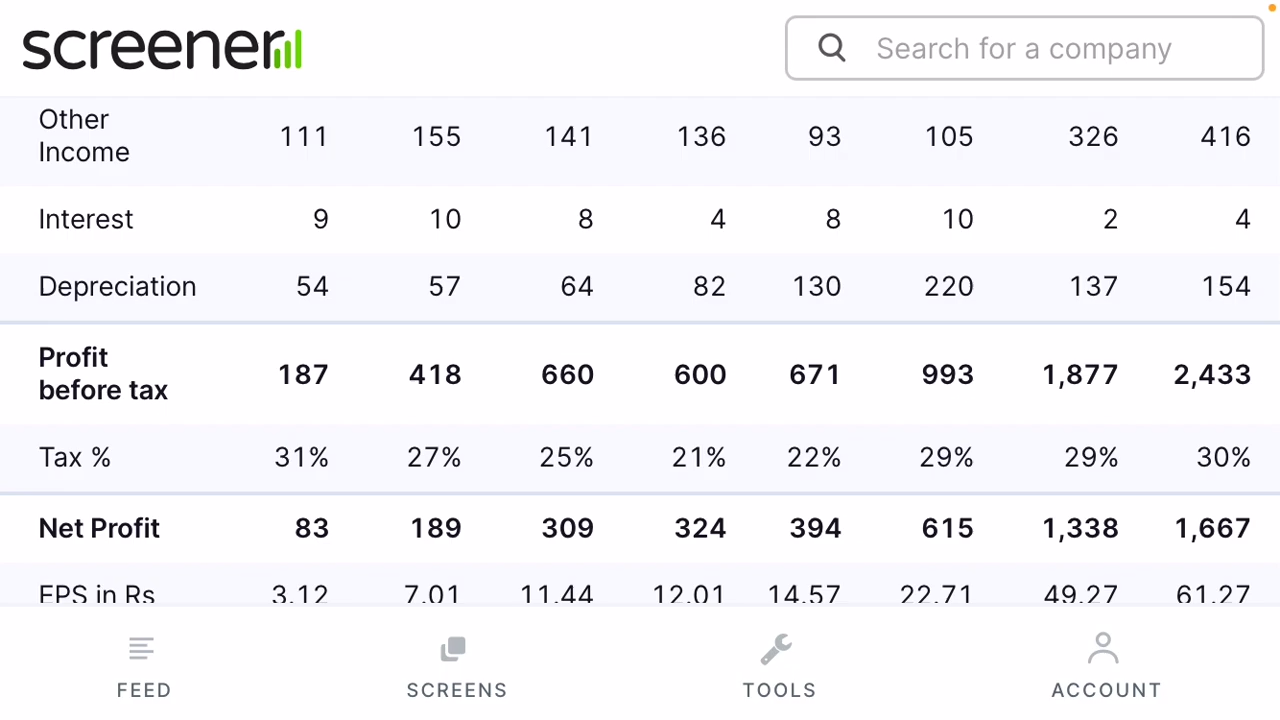 screener
Search for a company
Other
Income 111 155 141 136 93 105 326 416
Interest 9 10 8 4 8 10 2 4
Depreciation 54 57 64 82 130 220 137 154
Profit
before tax 187 418 660 600 671 993 1,877 2,433
Tax % 31% 27% 25% 21% 22% 29% 29% 30%
Net Profit 83 189 309 324 394 615 1,338 1,667
EPS in Rs 3.12 7.01 11.44 12.01 14.57 22.71 49.27 61.27
FEED SCREENS TOOLS ACCOUNT